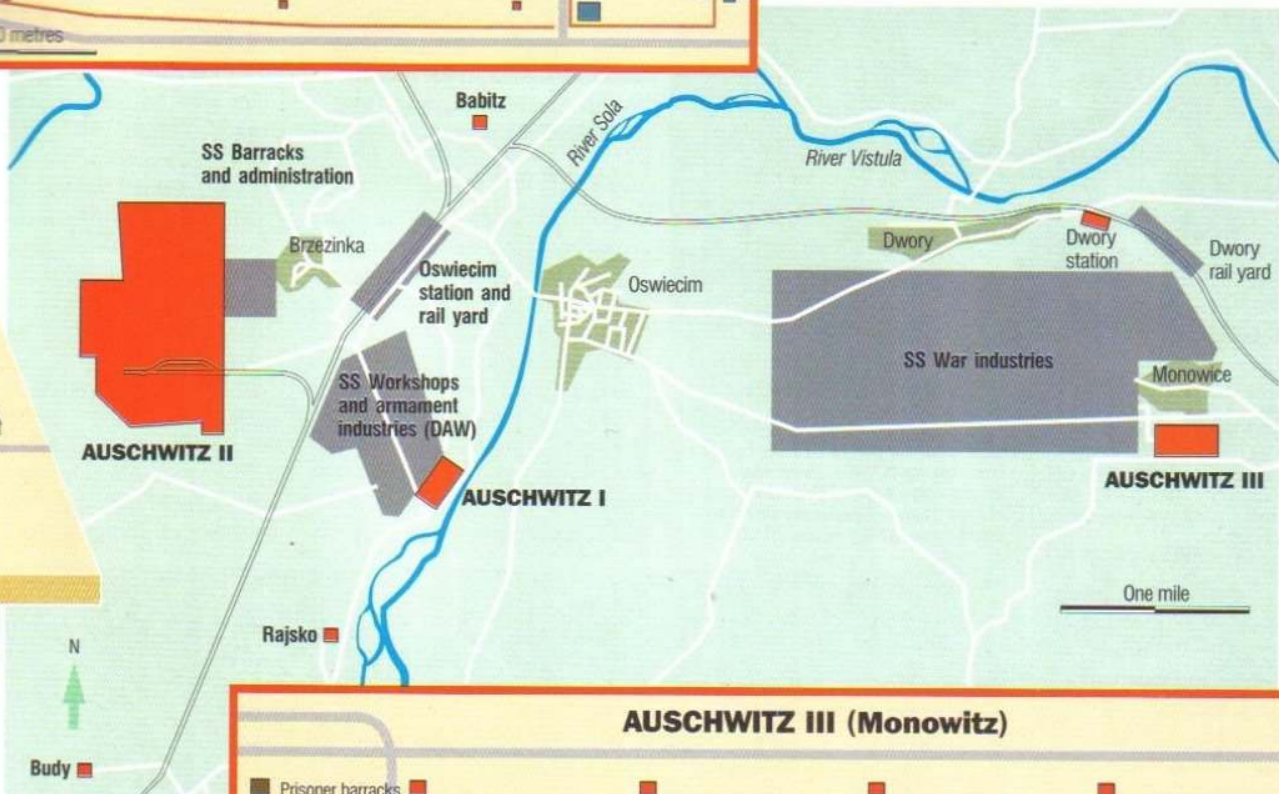 metres
Babitz
River Sola
River Vistula
SS Barracks
and administration
Brzezinka
Oswiecim
station and
rail yard
Oswiecim
Dwory
Dwory
station
Dwory
rail yard
SS War industries
Monowice
SS Workshops
and armament
industries (DAW)
AUSCHWITZ II
AUSCHWITZ I
AUSCHWITZ III
One mile
Rajsko
N
Budy
AUSCHWITZ III (Monowitz)
Prisoner barracks